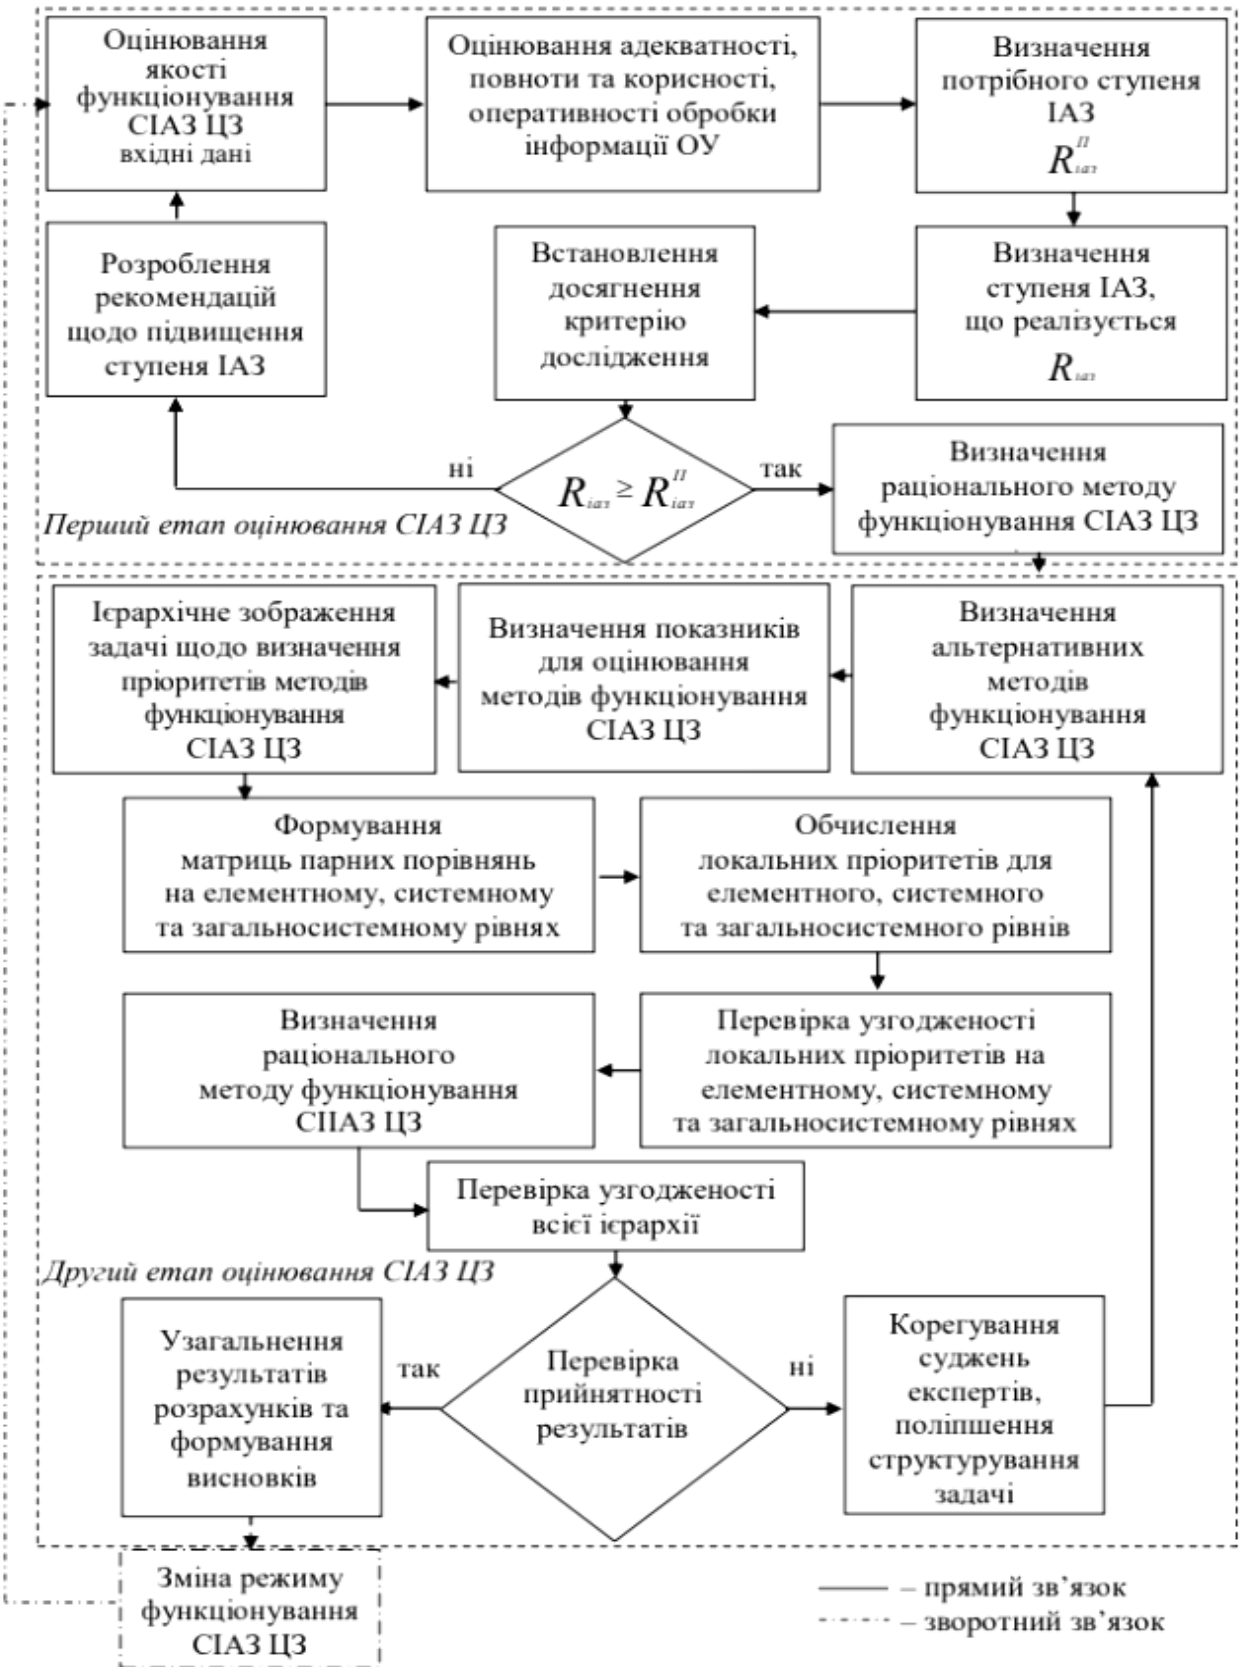 Оцінювання
якості
функціонування
СІАЗ ЦЗ
вхідні дані
Оцінювання адекватності,
повноти та корисності,
оперативності обробки
інформації ОУ
Визначення
потрібного ступеня
ІАЗ
R іаз П
Розроблення
рекомендацій
щодо підвищення
ступеня ІАЗ
Встановлення
досягнення
критерію
дослідження
Визначення
ступеня ІАЗ,
що реалізується
R іаз
ні
R іаз ≥ R іаз П
так
Визначення
раціонального методу
функціонування СІАЗ ЦЗ
Перший етап оцінювання СІАЗ ЦЗ
Ієрархічне зображення
задачі щодо визначення
пріоритетів методів
функціонування
СІАЗ ЦЗ
Визначення показників
для оцінювання
методів функціонування
СІАЗ ЦЗ
Визначення
альтернативних
методів
функціонування
СІАЗ ЦЗ
Формування
матриць парних порівнянь
на елементному, системному
та загальносистемному рівнях
Обчислення
локальних пріоритетів для
елементного, системного
та загальносистемного рівнів
Визначення
раціонального
методу функціонування
СІІАЗ ЦЗ
Перевірка узгодженості
локальних пріоритетів на
елементному, системному
та загальносистемному рівнях
Перевірка узгодженості
всієї ієрархії
Другий етап оцінювання СІАЗ ЦЗ
Узагальнення
результатів
розрахунків та
формування
висновків
так
Перевірка
прийнятності
результатів
ні
Корегування
суджень
експертів,
поліпшення
структурування
задачі
Зміна режиму
функціонування
СІАЗ ЦЗ
– прямий зв’язок
– зворотний зв’язок